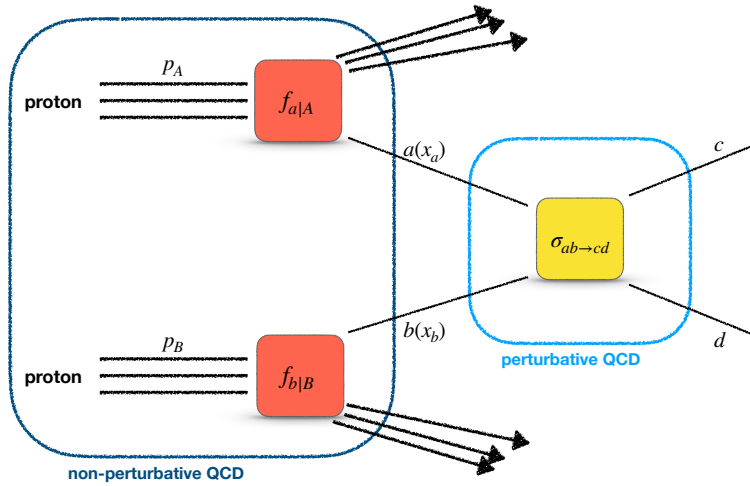 p_A
proton
f_{a|A}
a(x_a)
c
σ_{ab→cd}
b(x_b)
d
perturbative QCD
p_B
proton
f_{b|B}
non-perturbative QCD